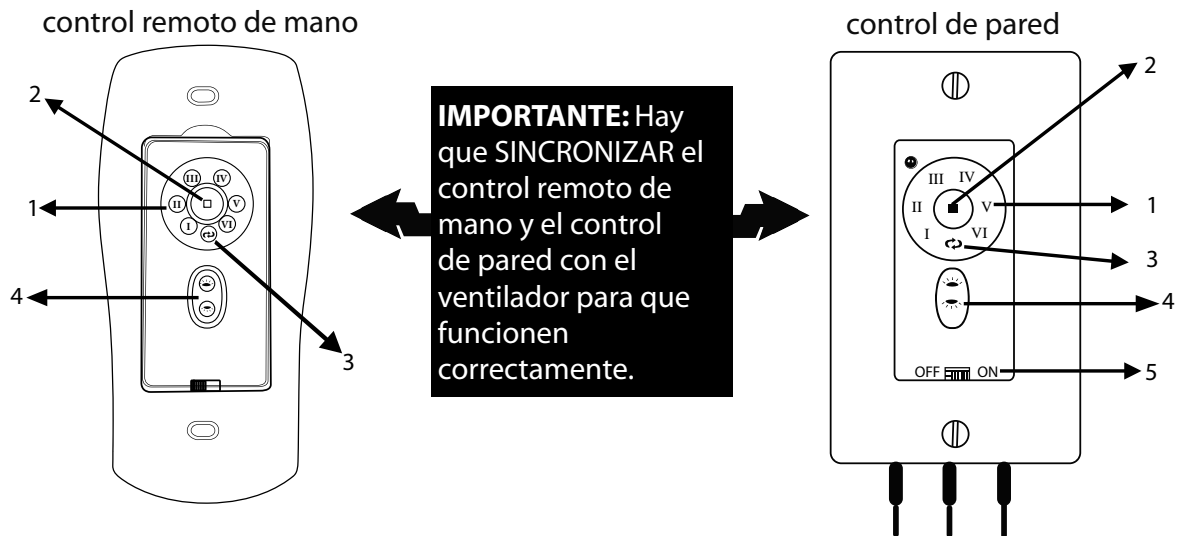 control remoto de mano
2
III IV
II V
I VI
1
4
3
IMPORTANTE: Hay
que SINCRONIZAR el
control remoto de
mano y el control
de pared con el
ventilador para que
funcionen
correctamente.
control de pared
2
III IV
II V
I VI
1
3
4
OFF ON
5